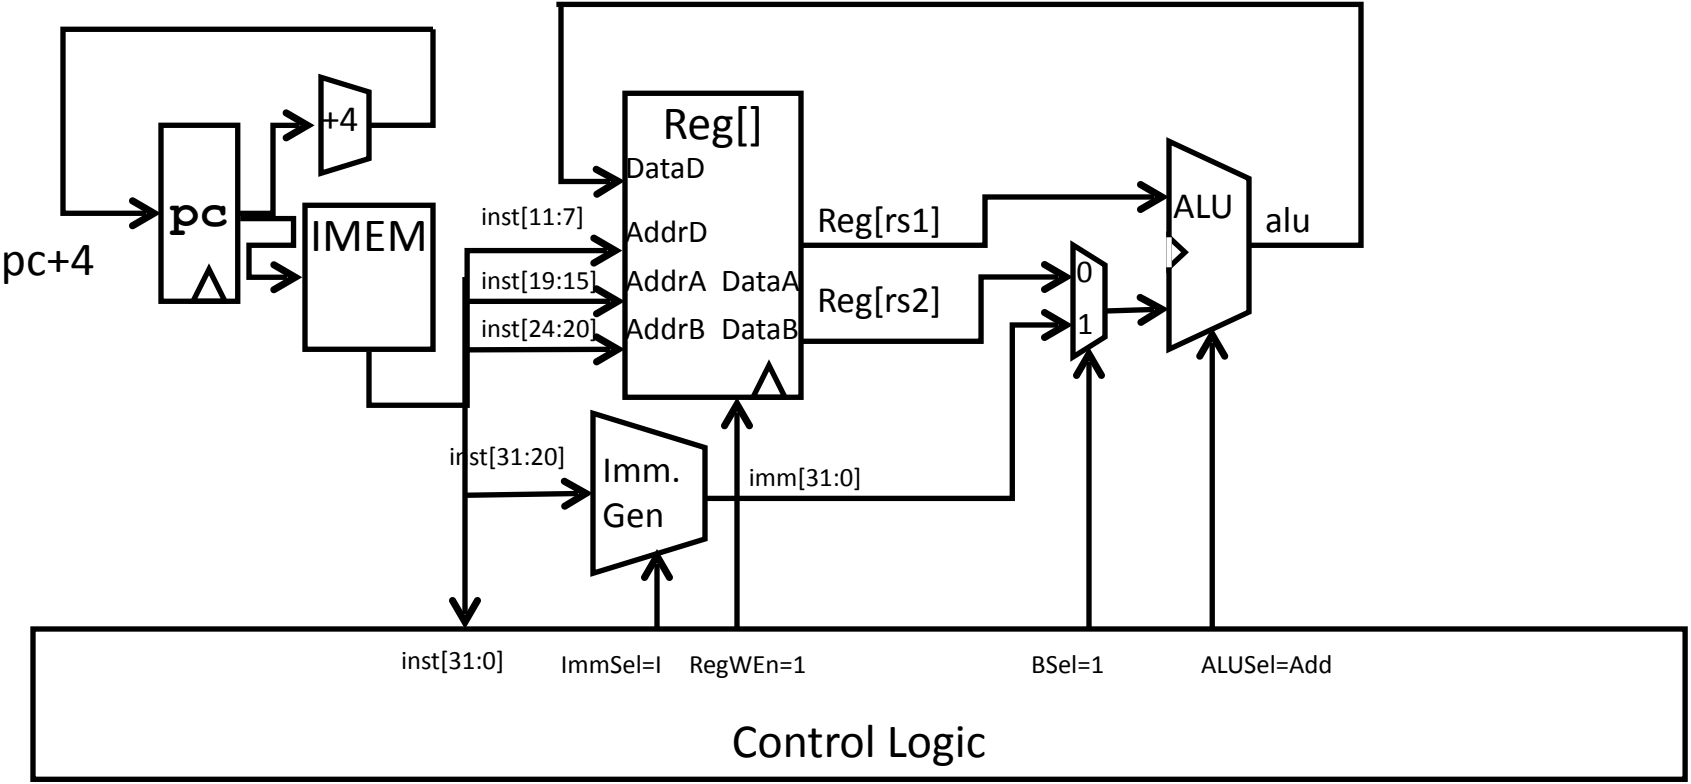 +4
pc
IMEM
pc+4
Reg[]
DataD
inst[11:7]
AddrD
inst[19:15]
AddrA DataA
inst[24:20]
AddrB DataB
Reg[rs1]
Reg[rs2]
0
1
ALU
alu
inst[31:20]
Imm.
Gen
imm[31:0]
inst[31:0] ImmSel=I RegWEn=1 BSel=1 ALUSel=Add
Control Logic